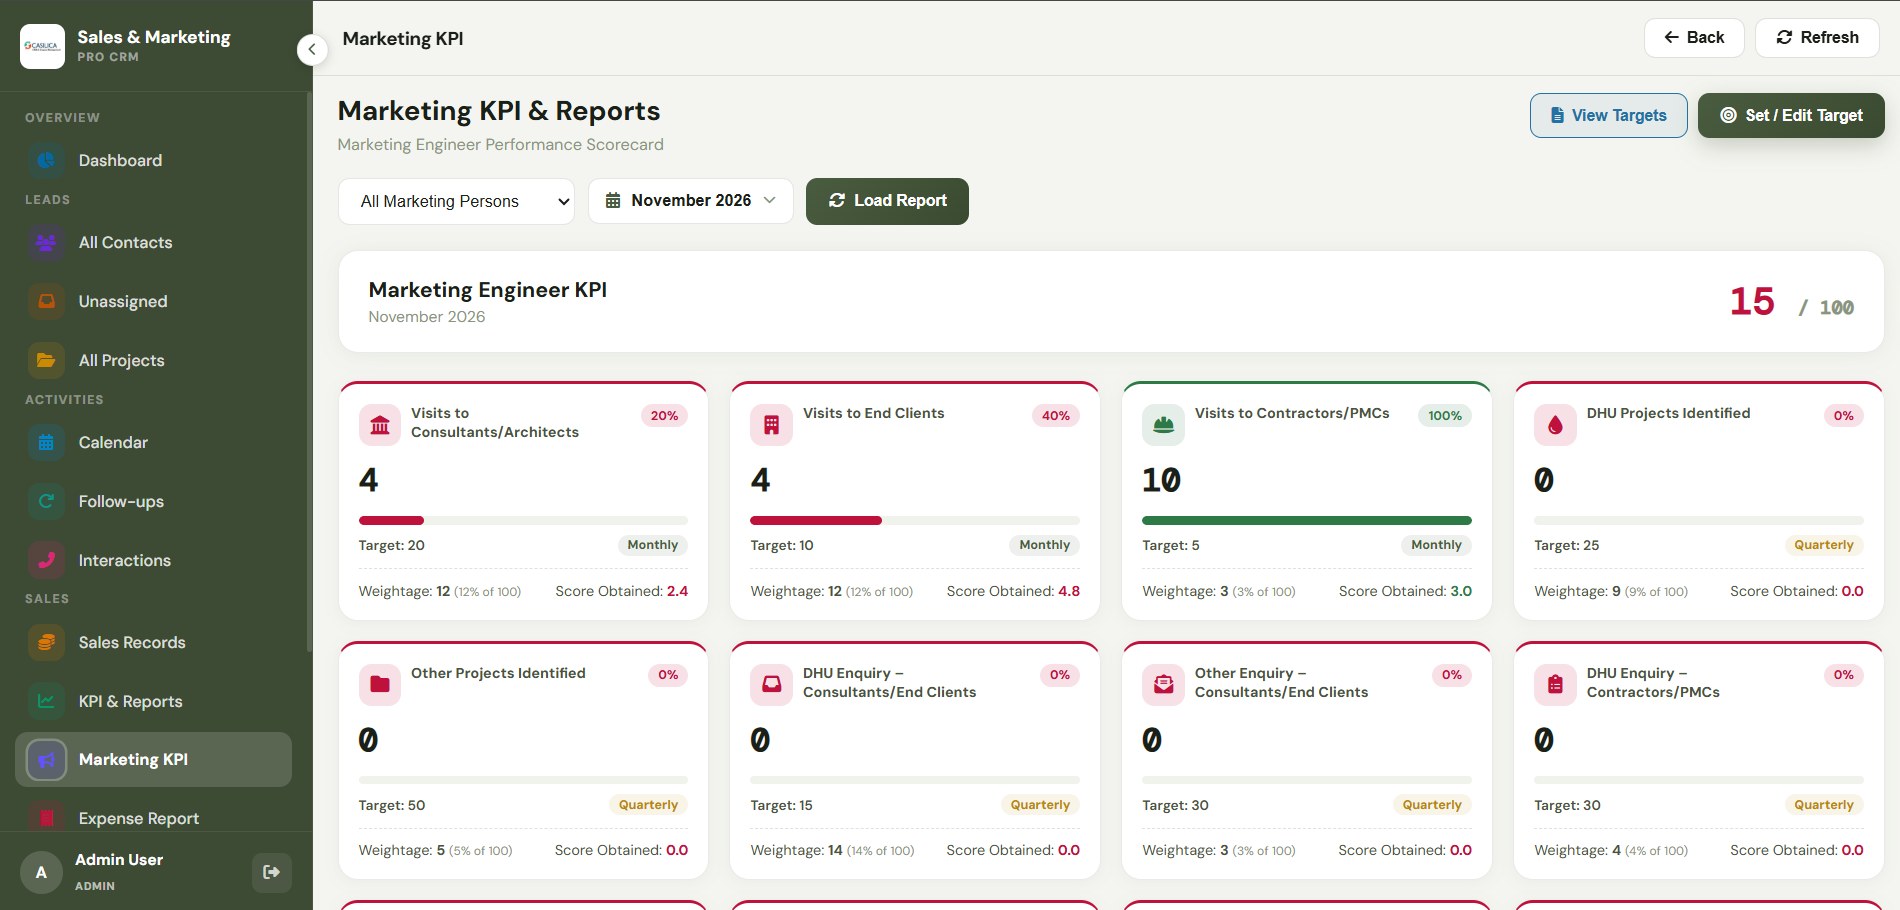 CASILICA
Sales & Marketing
PRO CRM
OVERVIEW
Dashboard
LEADS
All Contacts
Unassigned
All Projects
ACTIVITIES
Calendar
Follow-ups
Interactions
SALES
Sales Records
KPI & Reports
Marketing KPI
Expense Report
A
Admin User
ADMIN
Marketing KPI
Back
Refresh
Marketing KPI & Reports
Marketing Engineer Performance Scorecard
View Targets
Set / Edit Target
All Marketing Persons
November 2026
Load Report
Marketing Engineer KPI
November 2026
15 / 100
Visits to
Consultants/Architects
20%
4
Target: 20
Monthly
Weightage: 12 (12% of 100)
Score Obtained: 2.4
Visits to End Clients
40%
4
Target: 10
Monthly
Weightage: 12 (12% of 100)
Score Obtained: 4.8
Visits to Contractors/PMCs
100%
10
Target: 5
Monthly
Weightage: 3 (3% of 100)
Score Obtained: 3.0
DHU Projects Identified
0%
0
Target: 25
Quarterly
Weightage: 9 (9% of 100)
Score Obtained: 0.0
Other Projects Identified
0%
0
Target: 50
Quarterly
Weightage: 5 (5% of 100)
Score Obtained: 0.0
DHU Enquiry –
Consultants/End Clients
0%
0
Target: 15
Quarterly
Weightage: 14 (14% of 100)
Score Obtained: 0.0
Other Enquiry –
Consultants/End Clients
0%
0
Target: 30
Quarterly
Weightage: 3 (3% of 100)
Score Obtained: 0.0
DHU Enquiry –
Contractors/PMCs
0%
0
Target: 30
Quarterly
Weightage: 4 (4% of 100)
Score Obtained: 0.0